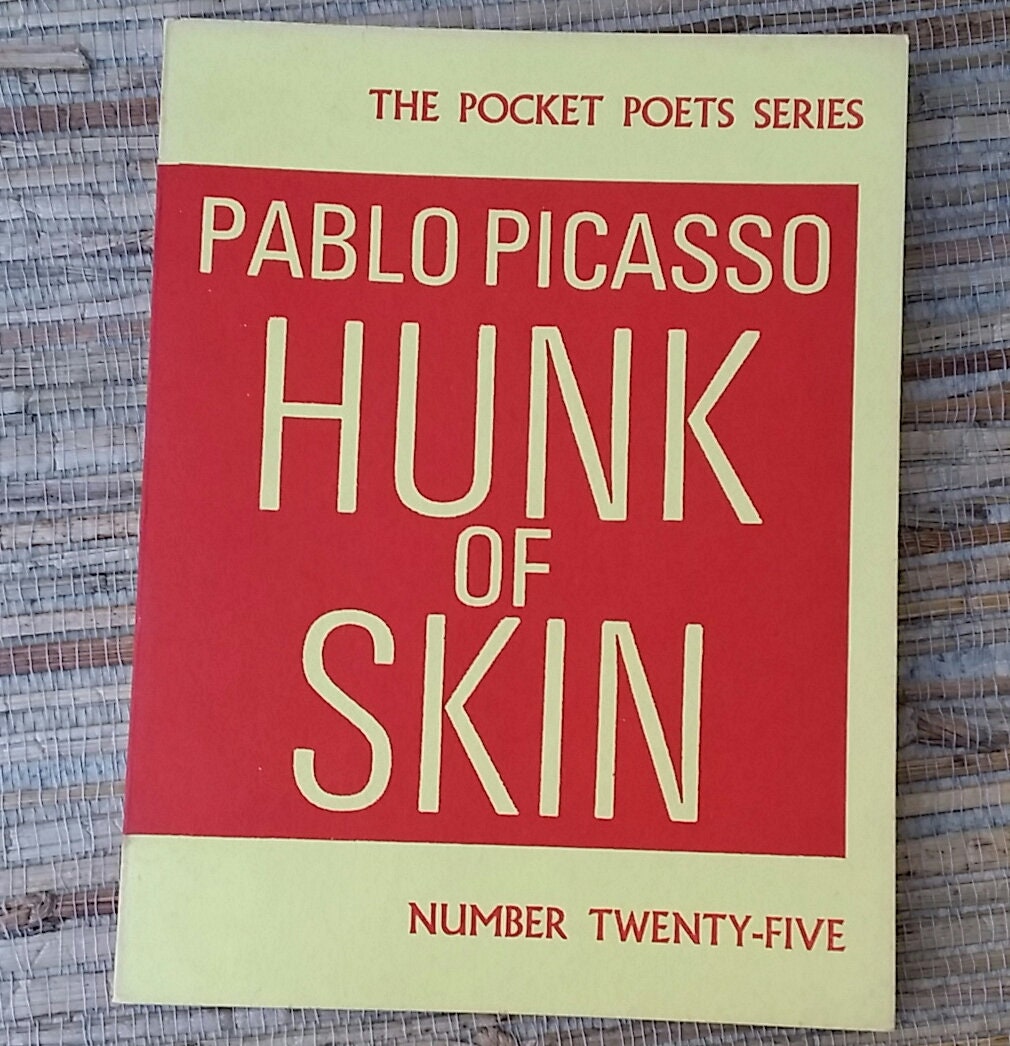 THE POCKET POETS SERIES
PABLO PICASSO
HUNK
OF
SKIN
NUMBER TWENTY-FIVE